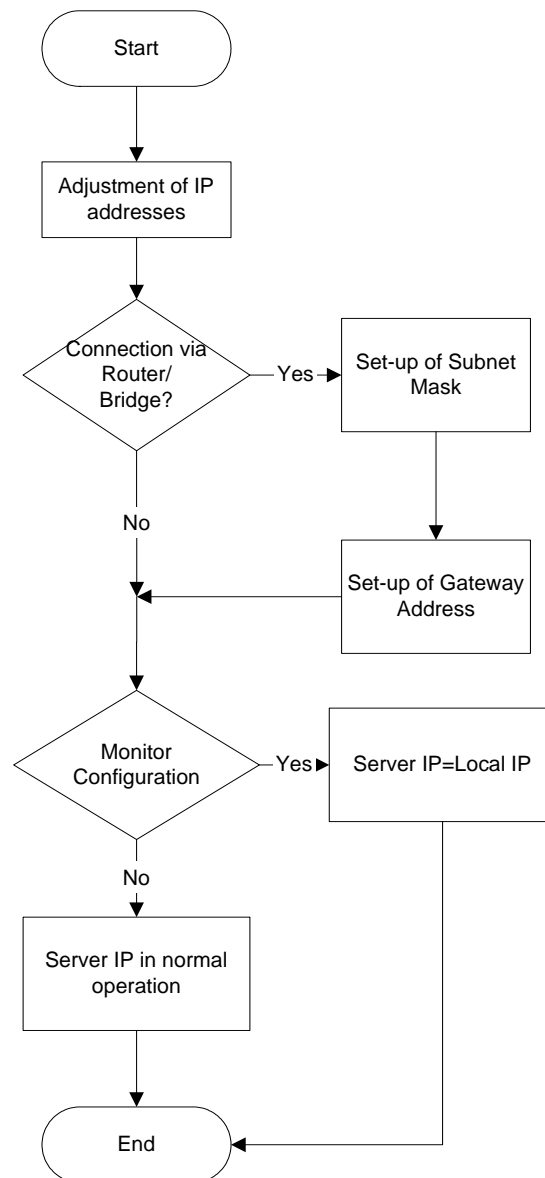 Start
Adjustment of IP
addresses
Connection via
Router/
Bridge?
Yes
Set-up of Subnet
Mask
No
Set-up of Gateway
Address
Monitor
Configuration
Yes
Server IP=Local IP
No
Server IP in normal
operation
End